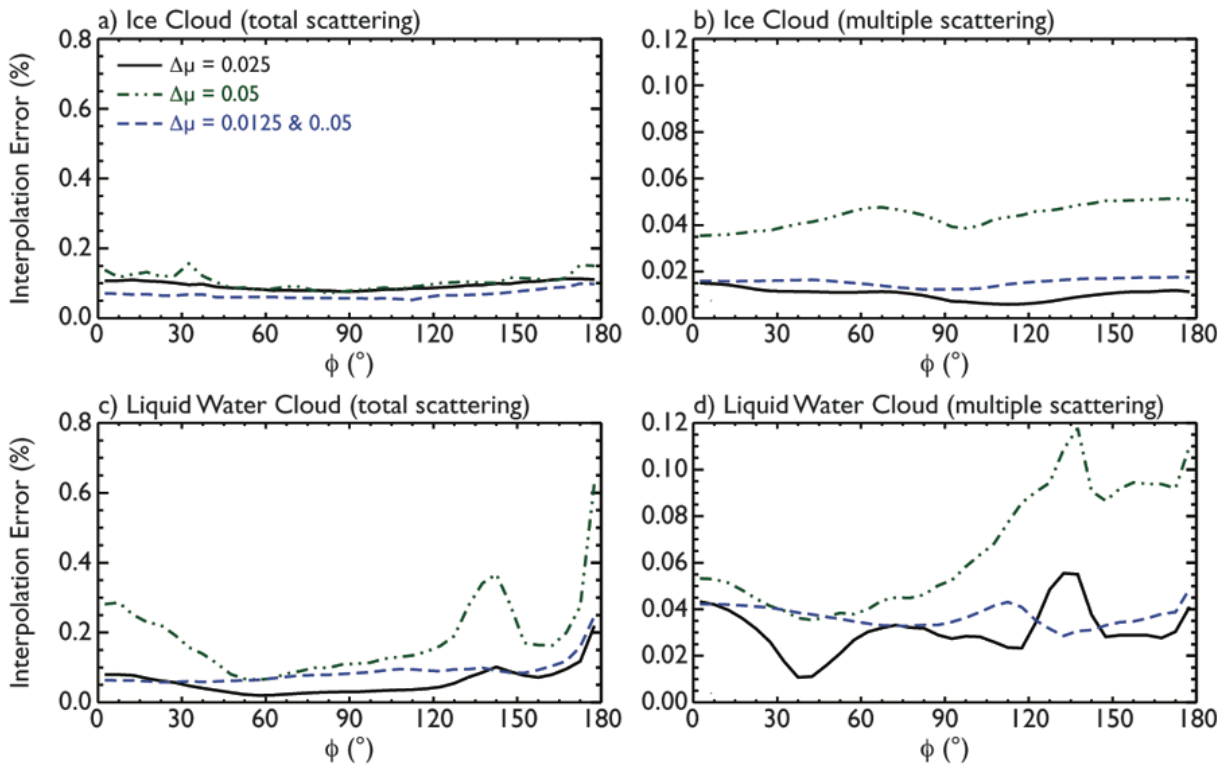 a) Ice Cloud (total scattering)
b) Ice Cloud (multiple scattering)
Interpolation Error (%)
0.8
0.6
0.4
0.2
0.0
Δμ = 0.025
Δμ = 0.05
Δμ = 0.0125 & 0..05
0 30 60 90 120 150 180
ϕ (°)
0.12
0.10
0.08
0.06
0.04
0.02
0.00
0 30 60 90 120 150 180
ϕ (°)
c) Liquid Water Cloud (total scattering)
d) Liquid Water Cloud (multiple scattering)
Interpolation Error (%)
0.8
0.6
0.4
0.2
0.0
0 30 60 90 120 150 180
ϕ (°)
0.12
0.10
0.08
0.06
0.04
0.02
0.00
0 30 60 90 120 150 180
ϕ (°)